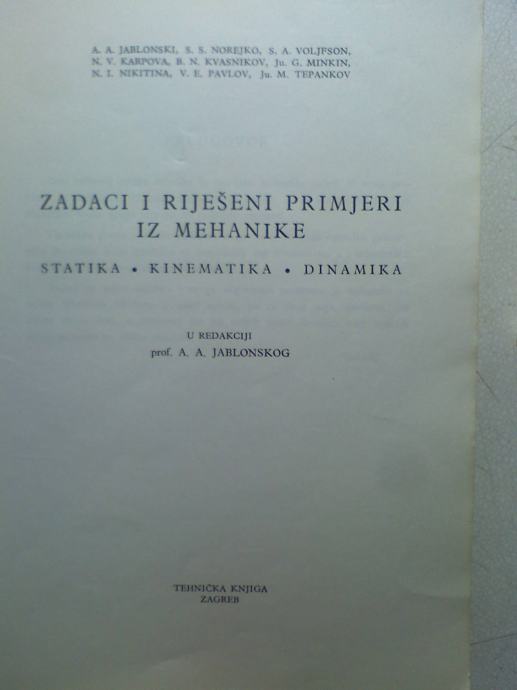 A. A. JABLONSKI, S. S. NOREJKO, S. A. VOLJFSON,
N. V. KARPOVA, B. N. KVASNIKOV, Ju. G. MINKIN,
N. I. NIKITINA, V. E. PAVLOV, Ju. M. TEPANKOV
ZADACI I RIJEŠENI PRIMJERI
IZ MEHANIKE
STATIKA • KINEMATIKA • DINAMIKA
U REDAKCIJI
prof. A. A. JABLONSKOG
TEHNIČKA KNJIGA
ZAGREB